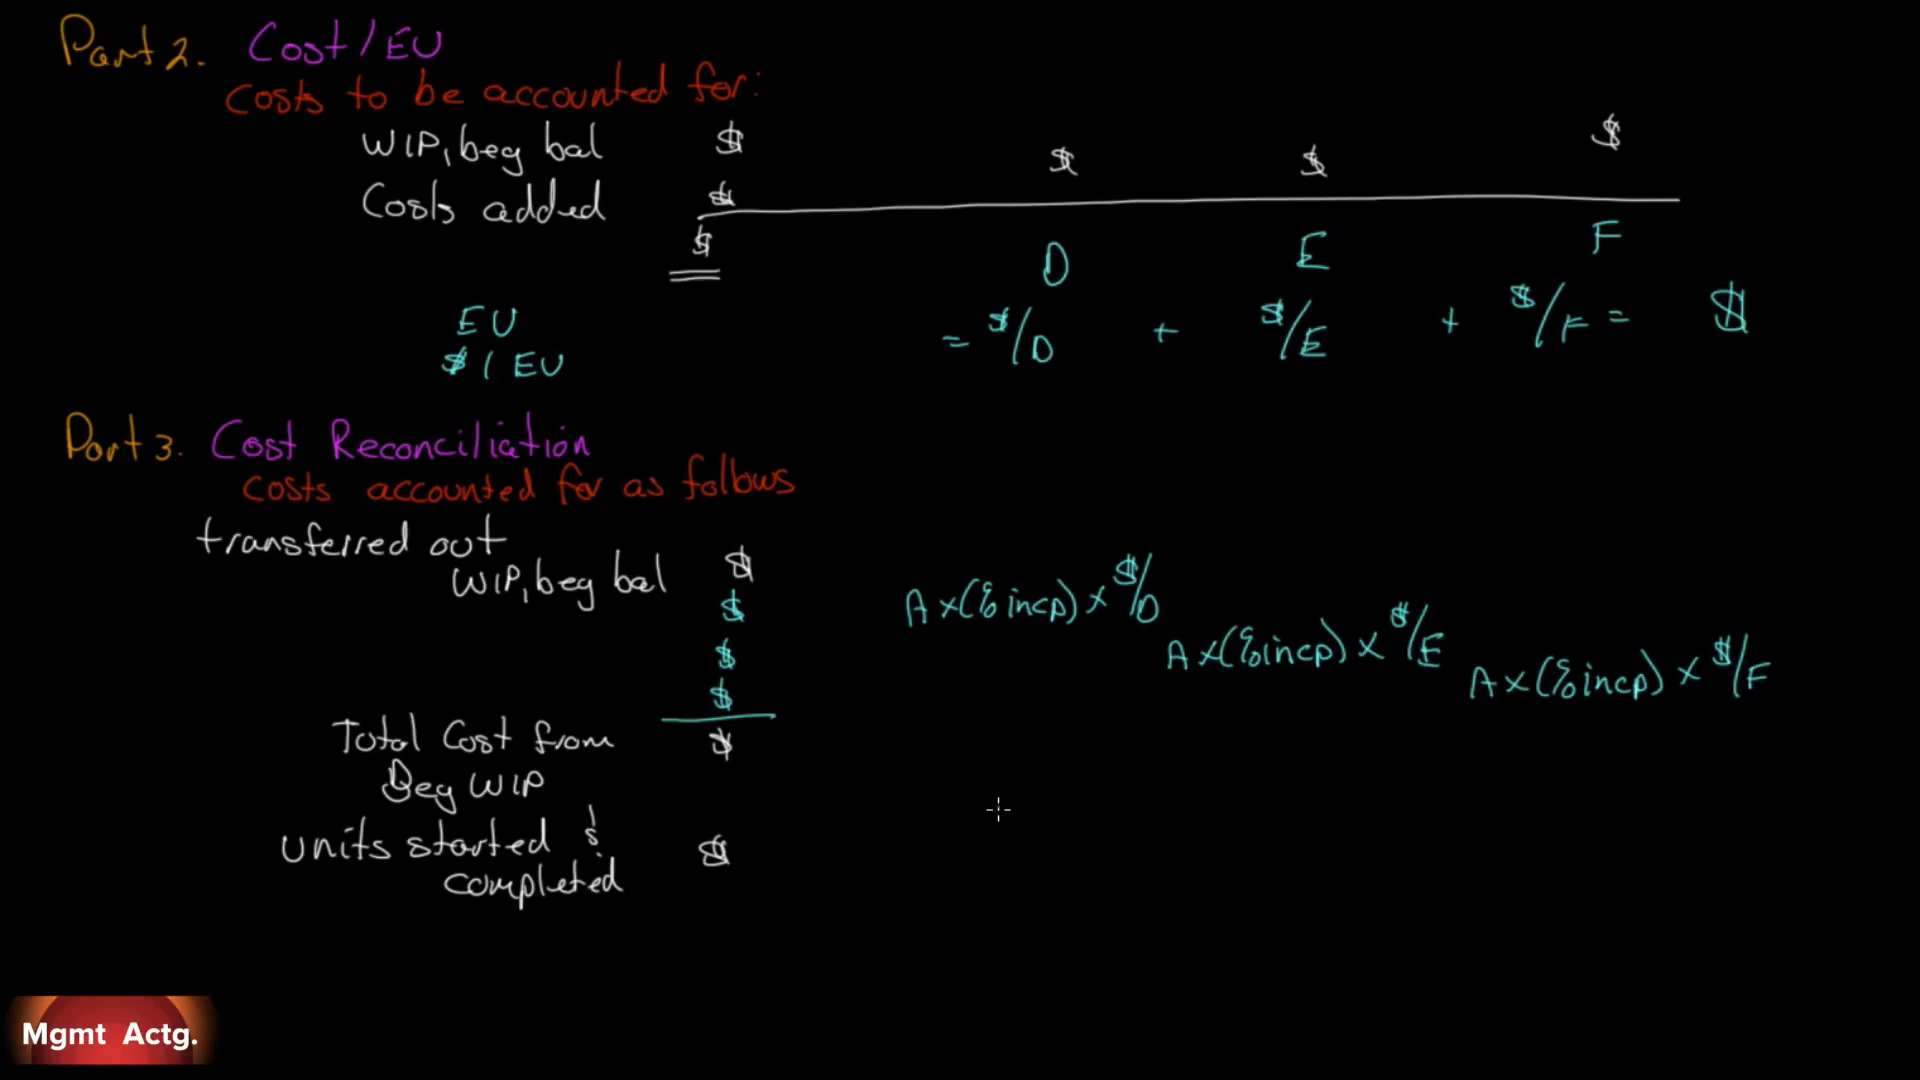 Part 2. Cost/EU
Costs to be accounted for:
WIP, beg bal $ $ $ $
Costs added $
$ D E F
EU
$/EU = $/D + $/E + $/F = $
Part 3. Cost Reconciliation
Costs accounted for as follows
transferred out
WIP, beg bal $
$ A x (% incp) x $/D
$ A x (% incp) x $/E
$ A x (% incp) x $/F
Total Cost from $
Beg WIP
units started & $
completed
Mgmt Actg.